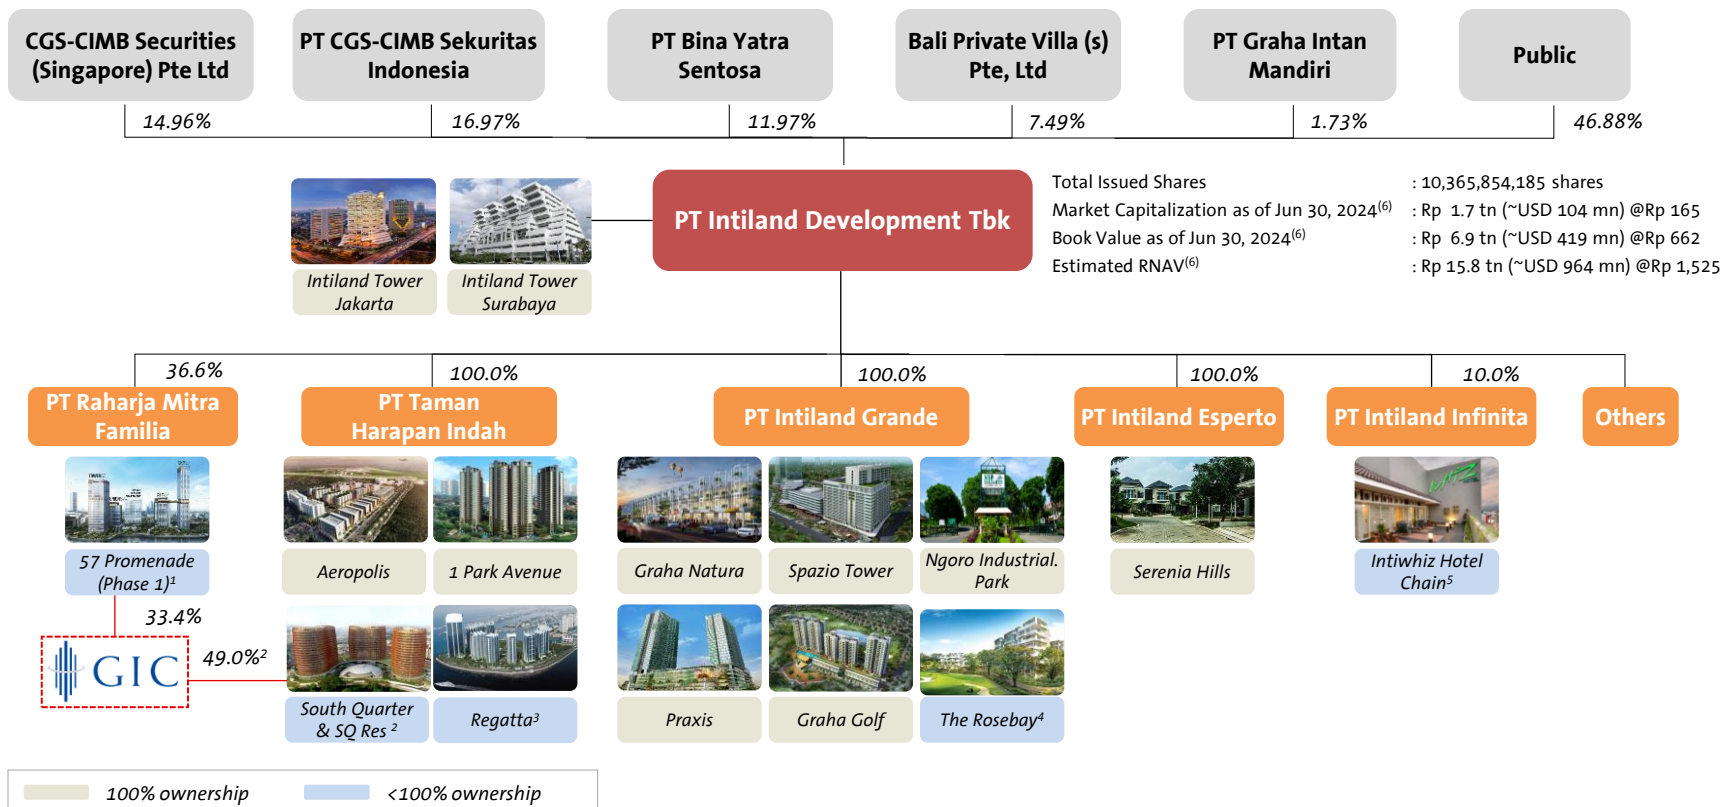 CGS-CIMB Securities
(Singapore) Pte Ltd
PT CGS-CIMB Sekuritas
Indonesia
PT Bina Yatra
Sentosa
Bali Private Villa (s)
Pte, Ltd
PT Graha Intan
Mandiri
Public
14.96%
16.97%
11.97%
7.49%
1.73%
46.88%
Intiland Tower
Jakarta
Intiland Tower
Surabaya
PT Intiland Development Tbk
Total Issued Shares : 10,365,854,185 shares
Market Capitalization as of Jun 30, 2024(6) : Rp 1.7 tn (~USD 104 mn) @Rp 165
Book Value as of Jun 30, 2024(6) : Rp 6.9 tn (~USD 419 mn) @Rp 662
Estimated RNAV(6) : Rp 15.8 tn (~USD 964 mn) @Rp 1,525
36.6%
100.0%
100.0%
100.0%
10.0%
PT Raharja Mitra
Familia
PT Taman
Harapan Indah
PT Intiland Grande
PT Intiland Esperto
PT Intiland Infinita
Others
57 Promenade
(Phase 1)1
Aeropolis
1 Park Avenue
Graha Natura
Spazio Tower
Ngoro Industrial.
Park
Serenia Hills
Intiwhiz Hotel
Chain5
33.4%
GIC
49.0%2
South Quarter
& SQ Res 2
Regatta3
Praxis
Graha Golf
The Rosebay4
100% ownership
<100% ownership